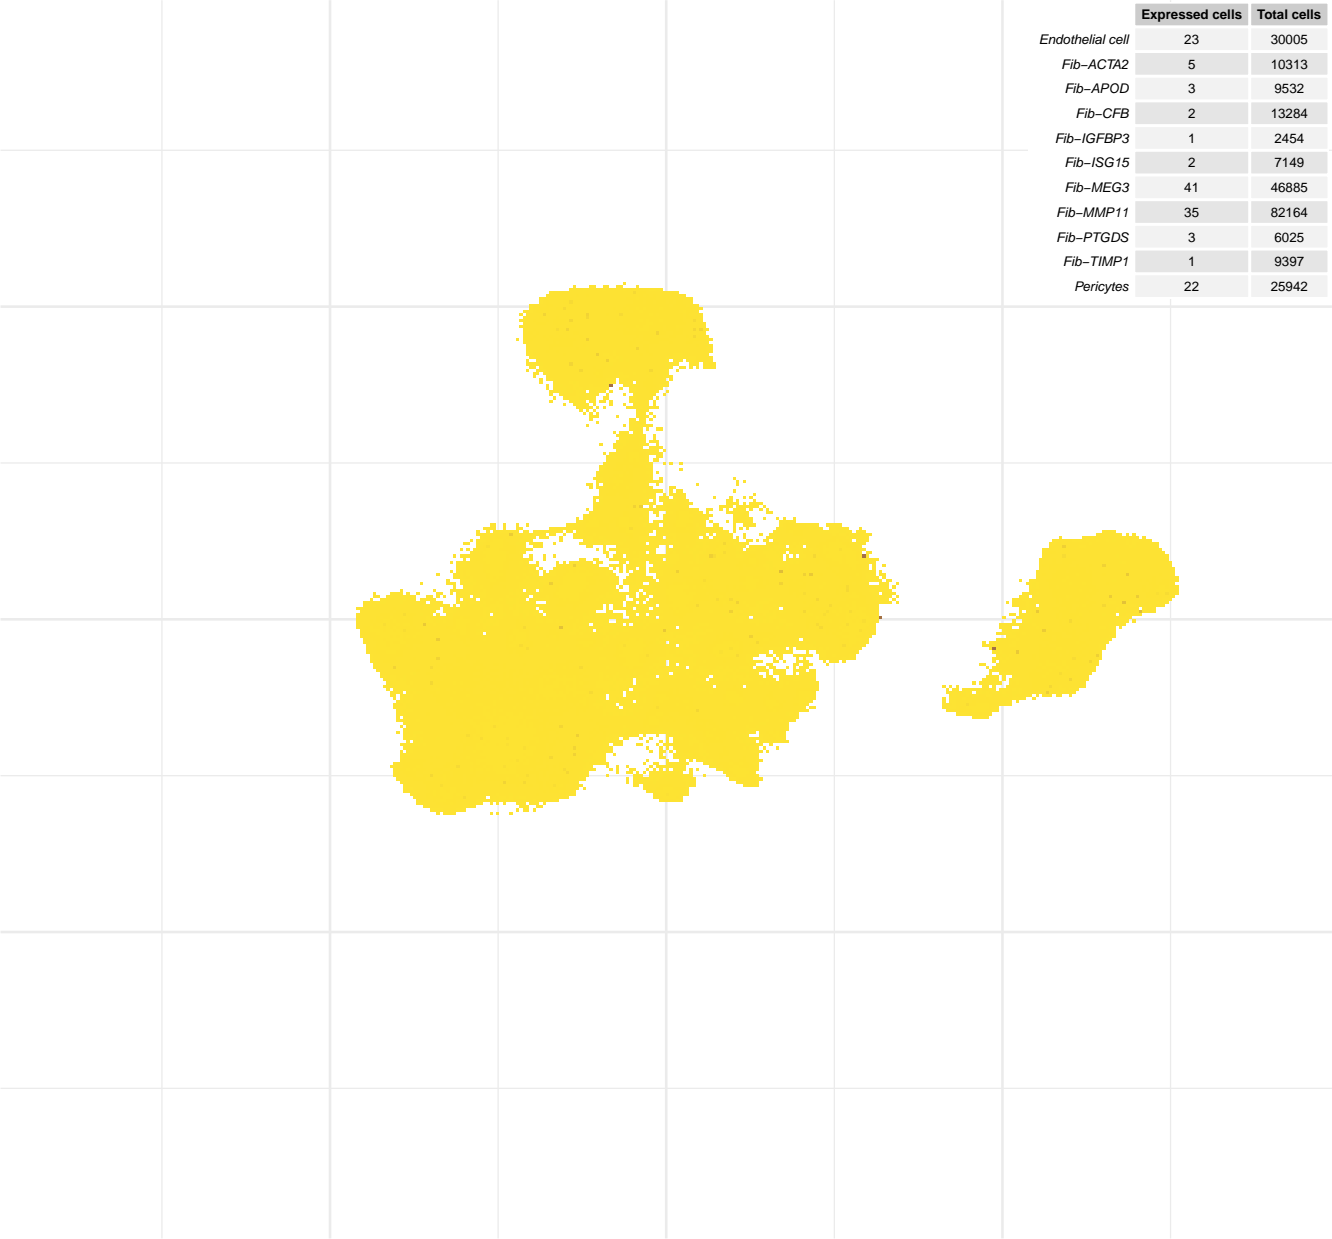 Expressed cells Total cells
Endothelial cell 23 30005
Fib−ACTA2 5 10313
Fib−APOD 3 9532
Fib−CFB 2 13284
Fib−IGFBP3 1 2454
Fib−ISG15 2 7149
Fib−MEG3 41 46885
Fib−MMP11 35 82164
Fib−PTGDS 3 6025
Fib−TIMP1 1 9397
Pericytes 22 25942